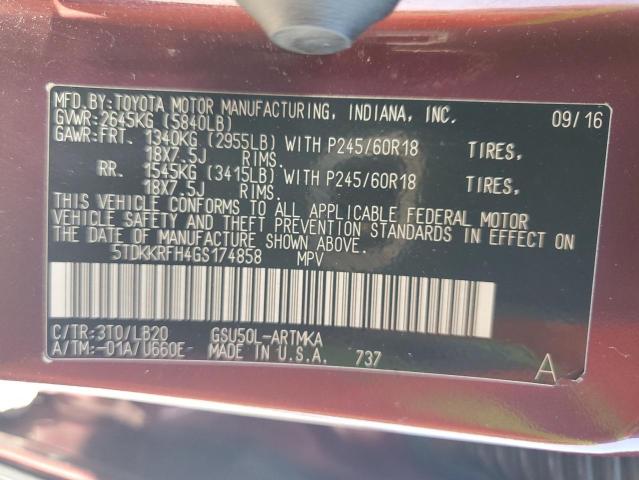 MFD.BY:TOYOTA MOTOR MANUFACTURING, INDIANA, INC. 09/16
GVWR:2645KG (5840LB)
GAWR:FRT. 1340KG (2955LB) WITH P245/60R18 TIRES,
18X7.5J RIMS.
RR. 1545KG (3415LB) WITH P245/60R18 TIRES,
18X7.5J RIMS.
THIS VEHICLE CONFORMS TO ALL APPLICABLE FEDERAL MOTOR
VEHICLE SAFETY AND THEFT PREVENTION STANDARDS IN EFFECT ON
THE DATE OF MANUFACTURE SHOWN ABOVE.
5TDKKRFH4GS174858 MPV
C/TR:3T0/LB20 GSU50L-ARTMKA
A/TM:-01A/U660E MADE IN U.S.A. 737 A